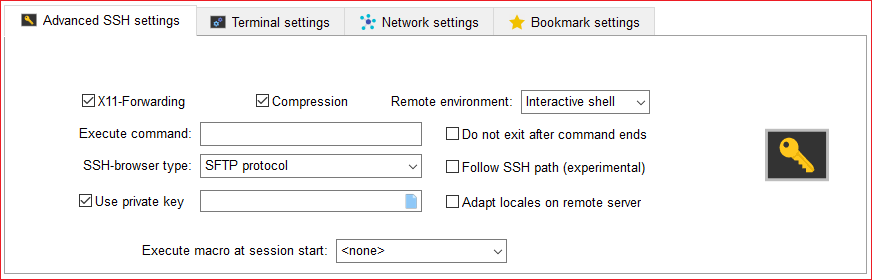 Advanced SSH settings Terminal settings Network settings Bookmark settings
X11-Forwarding Compression Remote environment: Interactive shell
Execute command: Do not exit after command ends
SSH-browser type: SFTP protocol Follow SSH path (experimental)
Use private key Adapt locales on remote server
Execute macro at session start: <none>